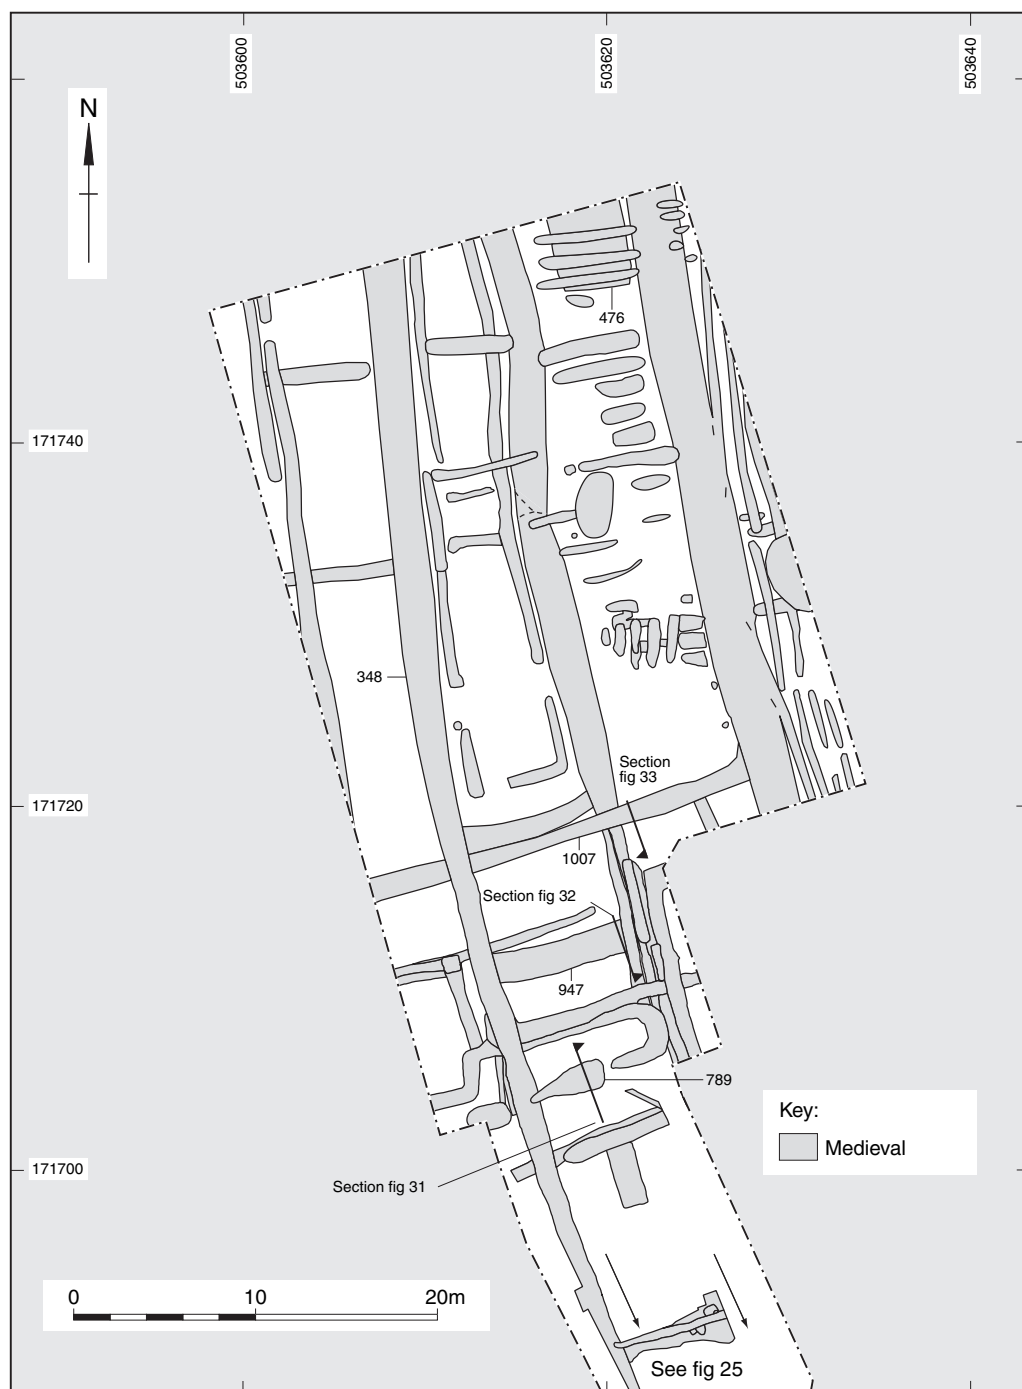 503600
503620
503640
N
476
171740
348
Section
fig 33
171720
1007
Section fig 32
947
789
Key:
Medieval
171700
Section fig 31
0 10 20m
See fig 25